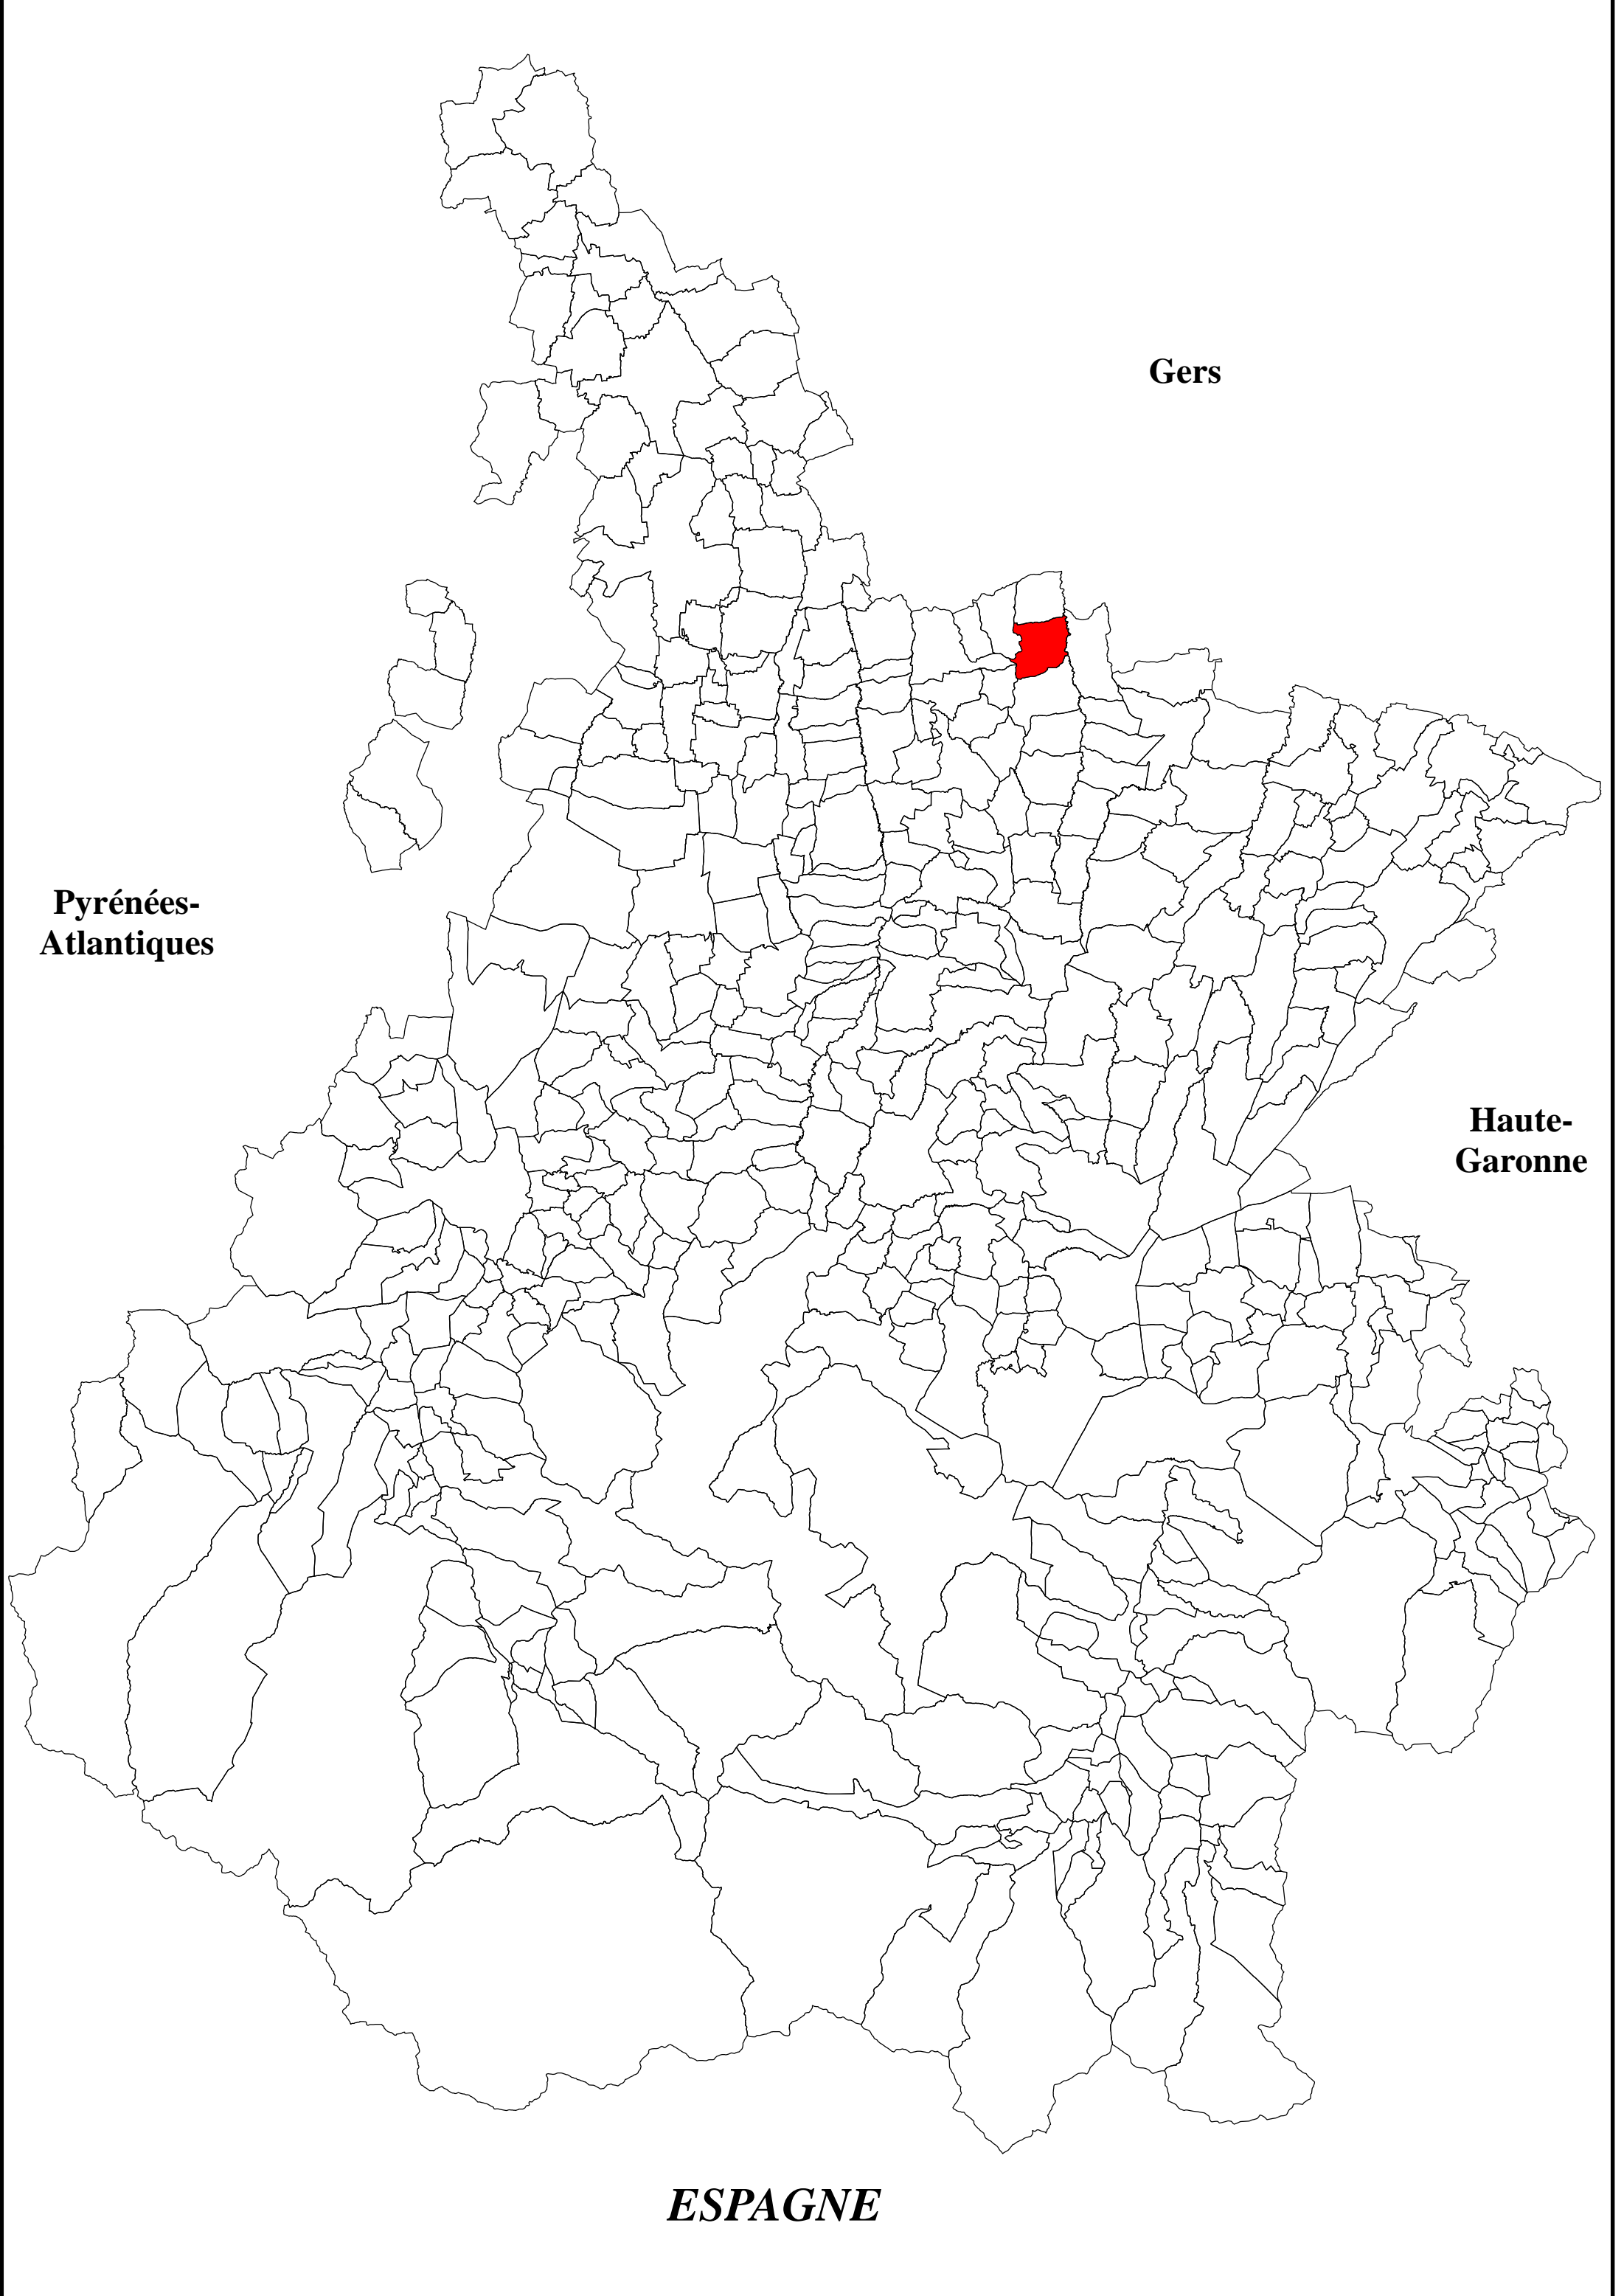 Gers
Pyrénées-
Atlantiques
Haute-
Garonne
ESPAGNE